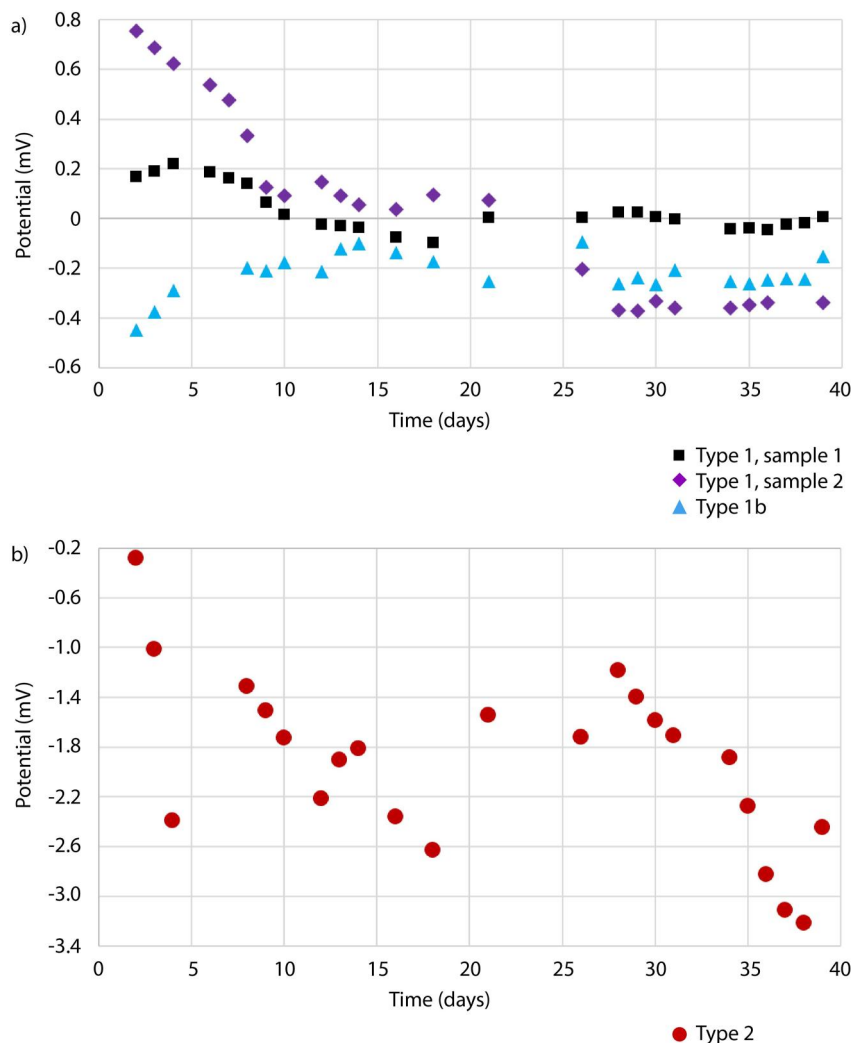 a)
0.8
0.6
0.4
0.2
0
-0.2
-0.4
-0.6
Potential (mV)
0 5 10 15 20 25 30 35 40
Time (days)
Type 1, sample 1
Type 1, sample 2
Type 1b
b)
-0.2
-0.6
-1.0
-1.4
-1.8
-2.2
-2.6
-3.0
-3.4
Potential (mV)
0 5 10 15 20 25 30 35 40
Time (days)
Type 2